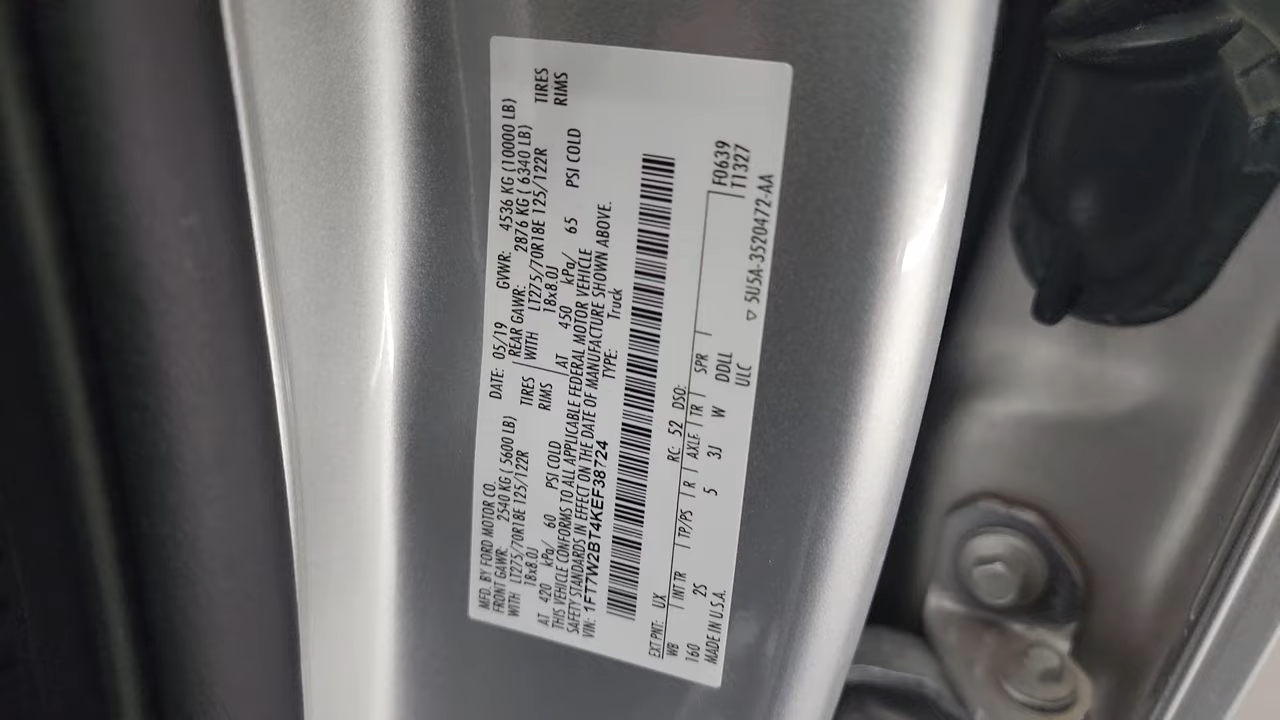 MFD. BY FORD MOTOR CO. DATE: 05/19 GVWR: 4536 KG (10000 LB)
FRONT GAWR: 2540 KG ( 5600 LB) REAR GAWR: 2876 KG ( 6340 LB)
WITH LT275/70R18E 125/122R TIRES WITH LT275/70R18E 125/122R TIRES
18x8.0J RIMS 18x8.0J RIMS
AT 420 kPa/ 60 PSI COLD AT 450 kPa/ 65 PSI COLD
THIS VEHICLE CONFORMS TO ALL APPLICABLE FEDERAL MOTOR VEHICLE
SAFETY STANDARDS IN EFFECT ON THE DATE OF MANUFACTURE SHOWN ABOVE.
VIN: 1FT7W2BT4KEF38724 TYPE: Truck
EXT PNT: UX RC: 52 DSO:
WB INT TR TP/PS R AXLE TR SPR F0639
160 2S 5 3J W DDLL T1327
MADE IN U.S.A. ULC ▽ 5U5A-3520472-AA